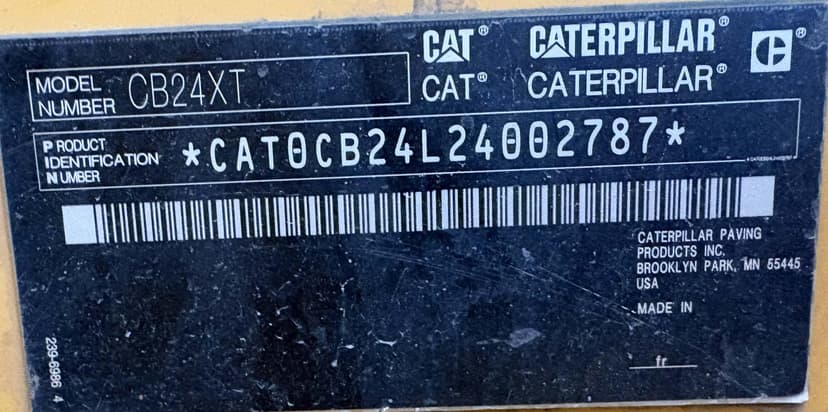 CAT® CATERPILLAR®
CAT® CATERPILLAR®
MODEL NUMBER CB24XT
PRODUCT IDENTIFICATION NUMBER *CAT0CB24L24002787*
*CAT0CB24L24002787*
CATERPILLAR PAVING
PRODUCTS INC.
BROOKLYN PARK, MN 55445
USA
MADE IN
fr
239-6986 4